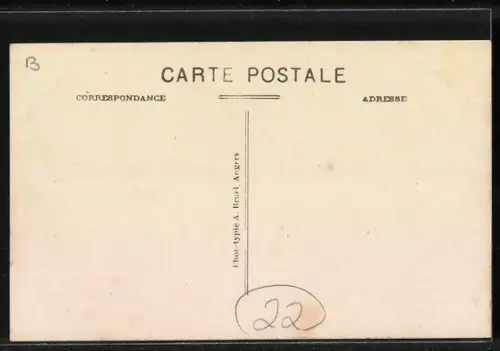 B
CARTE POSTALE
CORRESPONDANCE
ADRESSE
Phototypie A. Bruel, Angers
22